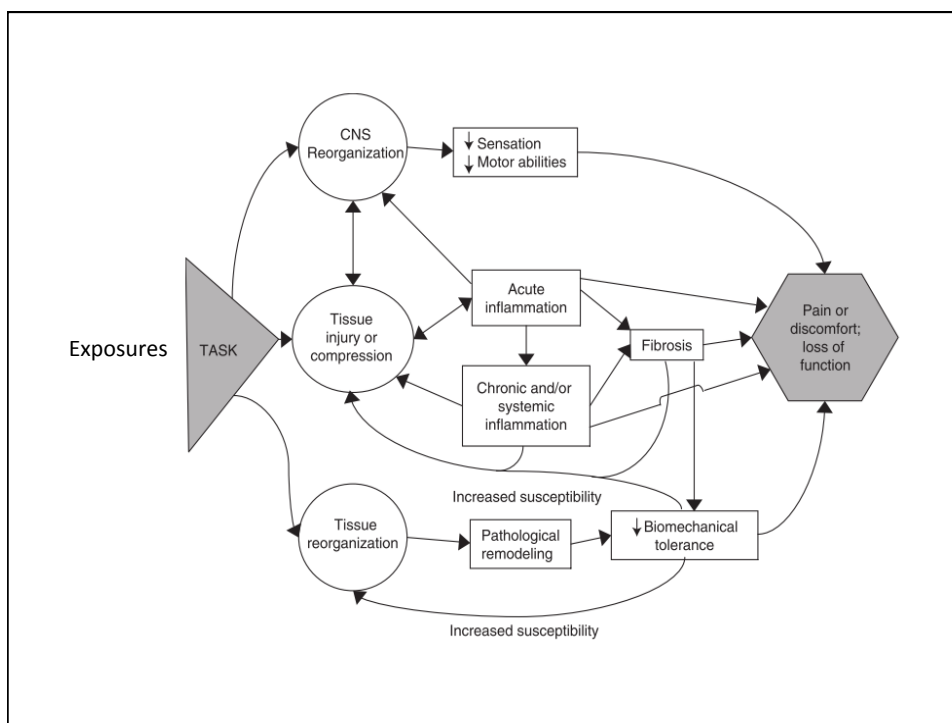 CNS
Reorganization
↓ Sensation
↓ Motor abilities
Exposures
TASK
Tissue
injury or
compression
Acute
inflammation
Fibrosis
Pain or
discomfort;
loss of
function
Chronic and/or
systemic
inflammation
Increased susceptibility
Tissue
reorganization
Pathological
remodeling
↓ Biomechanical
tolerance
Increased susceptibility